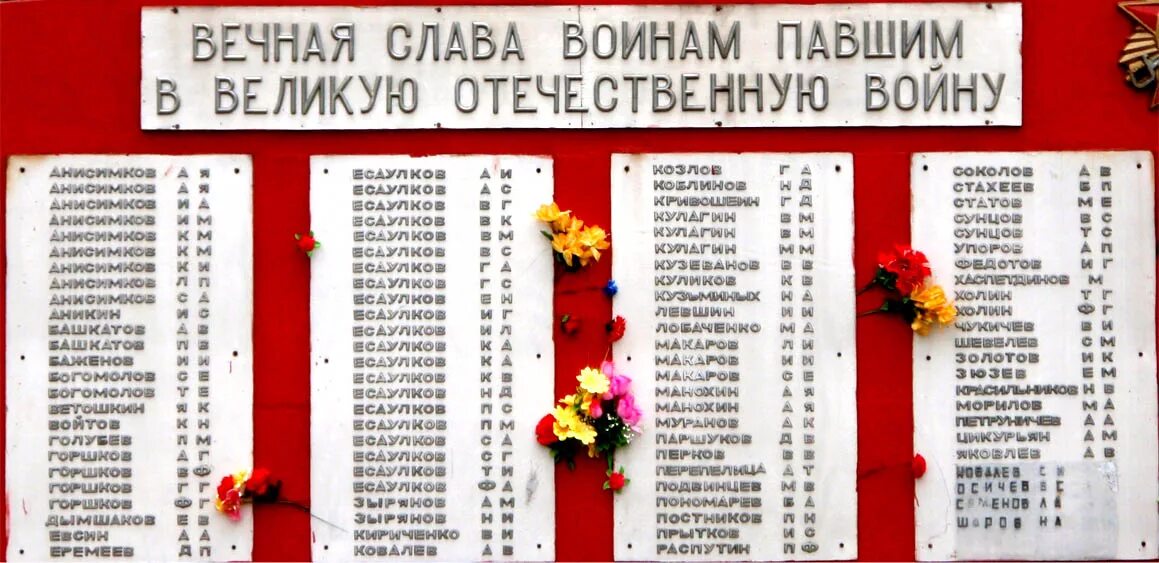 ВЕЧНАЯ СЛАВА ВОИНАМ ПАВШИМ
В ВЕЛИКУЮ ОТЕЧЕСТВЕННУЮ ВОЙНУ
АНИСИМКОВ А Я
АНИСИМКОВ А Я
АНИСИМКОВ И А
АНИСИМКОВ И М
АНИСИМКОВ К М
АНИСИМКОВ К М
АНИСИМКОВ К И
АНИСИМКОВ Л П
АНИСИМКОВ С А
АНИКИН И С
БАШКАТОВ А В
БАШКАТОВ П В
БАЖЕНОВ И И
БОГОМОЛОВ С Е
БОГОМОЛОВ Т Е
ВЕТОШКИН Я К
ВОЙТОВ К Н
ГОЛУБЕВ П М
ГОРШКОВ А Г
ГОРШКОВ В Ф
ГОРШКОВ Г Г
ГОРШКОВ Ф Г
ДЫМШАКОВ Е В
ЕВСИН А А
ЕРЕМЕЕВ Д П
ЕСАУЛКОВ А И
ЕСАУЛКОВ А С
ЕСАУЛКОВ В Г
ЕСАУЛКОВ В К
ЕСАУЛКОВ В М
ЕСАУЛКОВ В С
ЕСАУЛКОВ Г А
ЕСАУЛКОВ Г С
ЕСАУЛКОВ Е Н
ЕСАУЛКОВ И Г
ЕСАУЛКОВ И Л
ЕСАУЛКОВ К А
ЕСАУЛКОВ К А
ЕСАУЛКОВ К В
ЕСАУЛКОВ Н Д
ЕСАУЛКОВ П С
ЕСАУЛКОВ П М
ЕСАУЛКОВ С А
ЕСАУЛКОВ С Г
ЕСАУЛКОВ Т И
ЕСАУЛКОВ Ф А
ЗЫРЯНОВ А М
ЗЫРЯНОВ Н И
КИРИЧЕНКО В И
КОВАЛЕВ А В
КОЗЛОВ Г А
КОБЛИНОВ Н Д
КРИВОШЕИН Г Д
КУЛАГИН В М
КУЛАГИН В М
КУЛАГИН М М
КУЗЕВАНОВ В В
КУЛИКОВ К В
КУЗЬМИНЫХ Н А
ЛЕВШИН И И
ЛОБАЧЕНКО М А
МАКАРОВ Л И
МАКАРОВ И И
МАКАРОВ С Е
МАНОХИН А Я
МАНОХИН А Я
МУРАНОВ А К
ПАРШУКОВ Д В
ПЕРКОВ В В
ПЕРЕПЕЛИЦА А Т
ПОДВИНЦЕВ М В
ПОНОМАРЕВ Б А
ПОСТНИКОВ П Н
ПРЫТКОВ И С
РАСПУТИН П Ф
СОКОЛОВ А В
СТАХЕЕВ Б П
СТАТОВ М Е
СУНЦОВ В С
СУНЦОВ Т С
УПОРОВ А П
ФЕДОТОВ И Г
ХАСПЕТДИНОВ М
ХОЛИН Т Г
ХОЛИН Ф Г
ЧУКИЧЕВ В И
ШЕВЕЛЕВ С М
ЗОЛОТОВ И К
ЗЮЗЕВ Е М
КРАСИЛЬНИКОВ Н В
МОРИЛОВ М А
ПЕТРУНИЧЕВ А А
ЦИКУРЬЯН А М
ЯКОВЛЕВ А В
С И
ОСИЧЕВ В С
Л А
ШАРОВ Н А